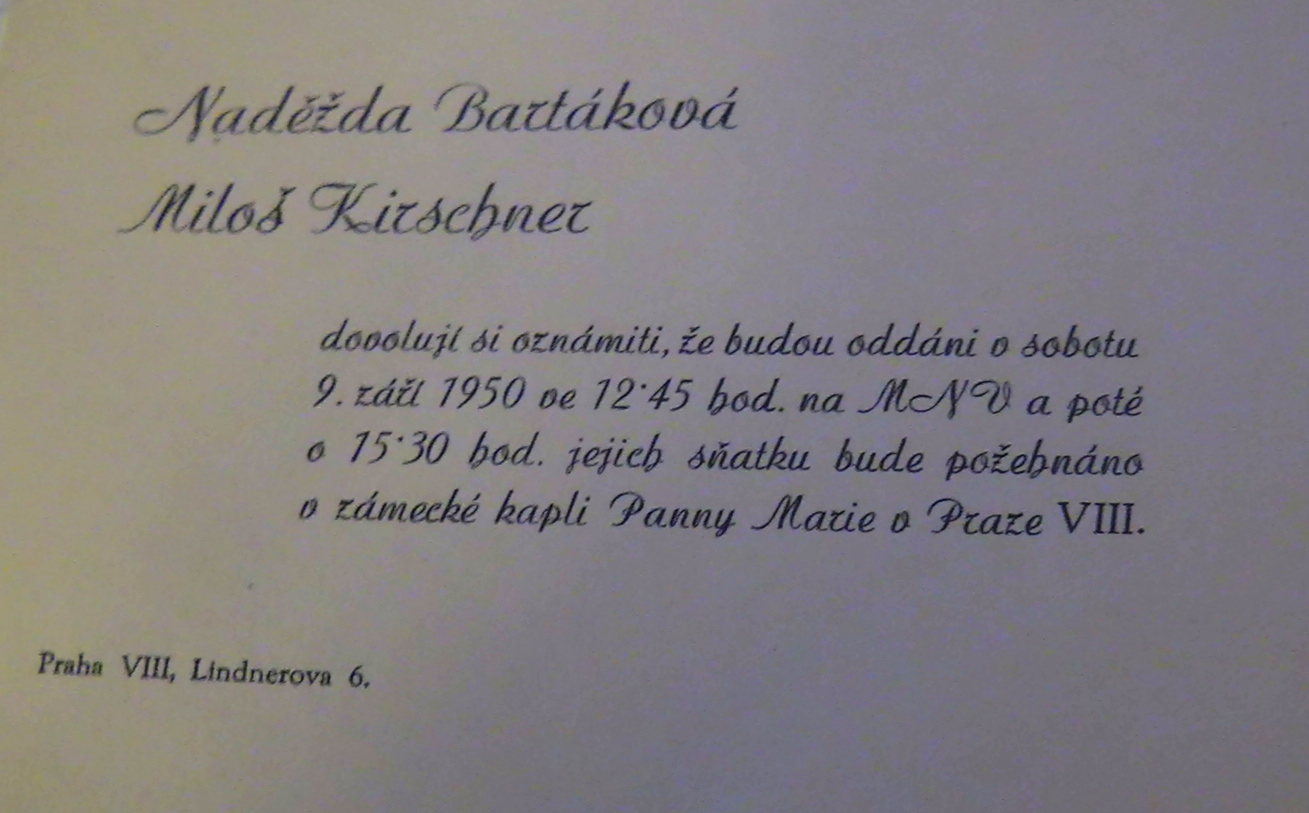 Naděžda Bartáková
Miloš Kirschner
dovolují si oznámiti, že budou oddáni v sobotu
9. září 1950 ve 12·45 hod. na MNV a poté
v 15·30 hod. jejich sňatku bude požehnáno
v zámecké kapli Panny Marie v Praze VIII.
Praha VIII, Lindnerova 6.